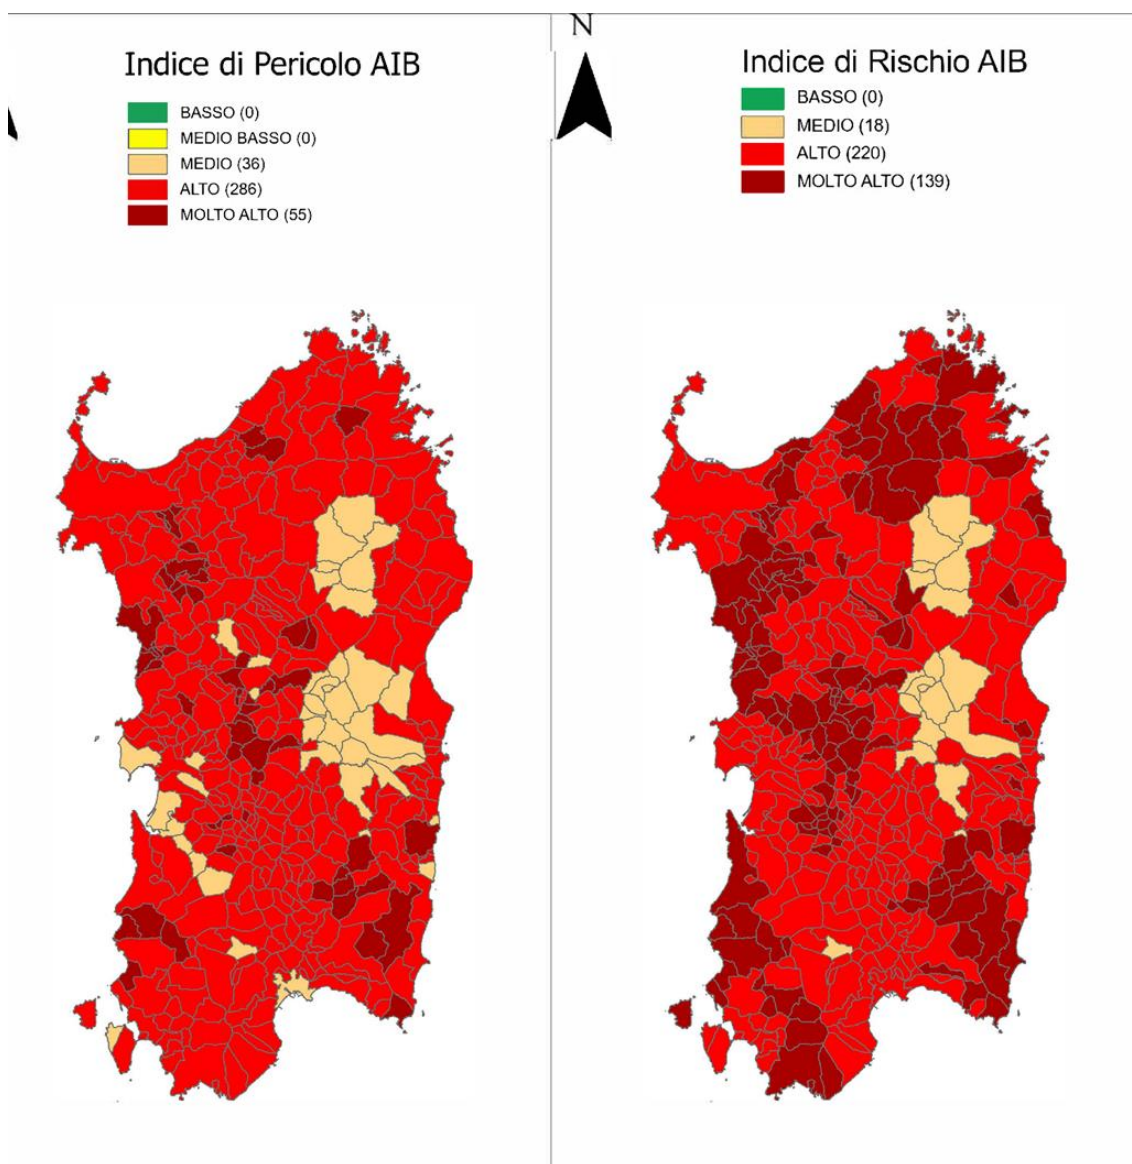 Indice di Pericolo AIB
BASSO (0)
MEDIO BASSO (0)
MEDIO (36)
ALTO (286)
MOLTO ALTO (55)
N
Indice di Rischio AIB
BASSO (0)
MEDIO (18)
ALTO (220)
MOLTO ALTO (139)